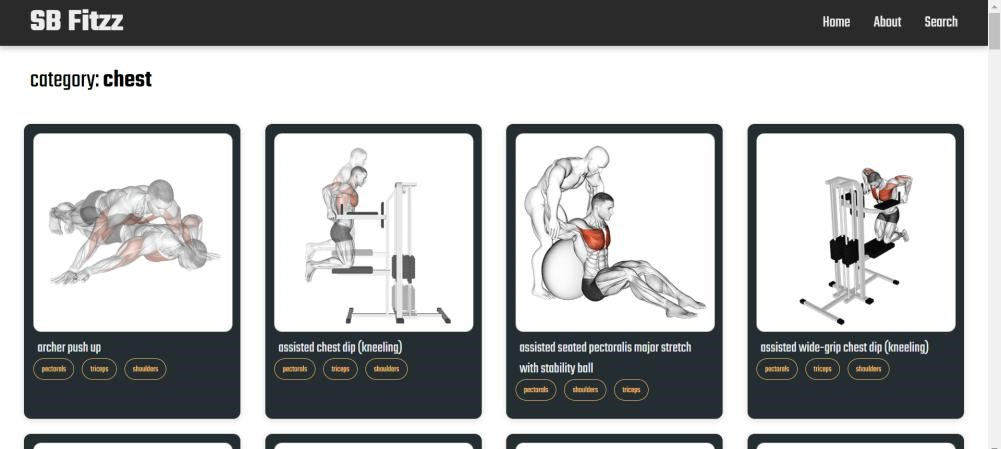 SB Fitzz
Home About Search
category: chest
archer push up
pectorals triceps shoulders
assisted chest dip (kneeling)
pectorals triceps shoulders
assisted seated pectoralis major stretch
with stability ball
pectorals shoulders triceps
assisted wide-grip chest dip (kneeling)
pectorals triceps shoulders